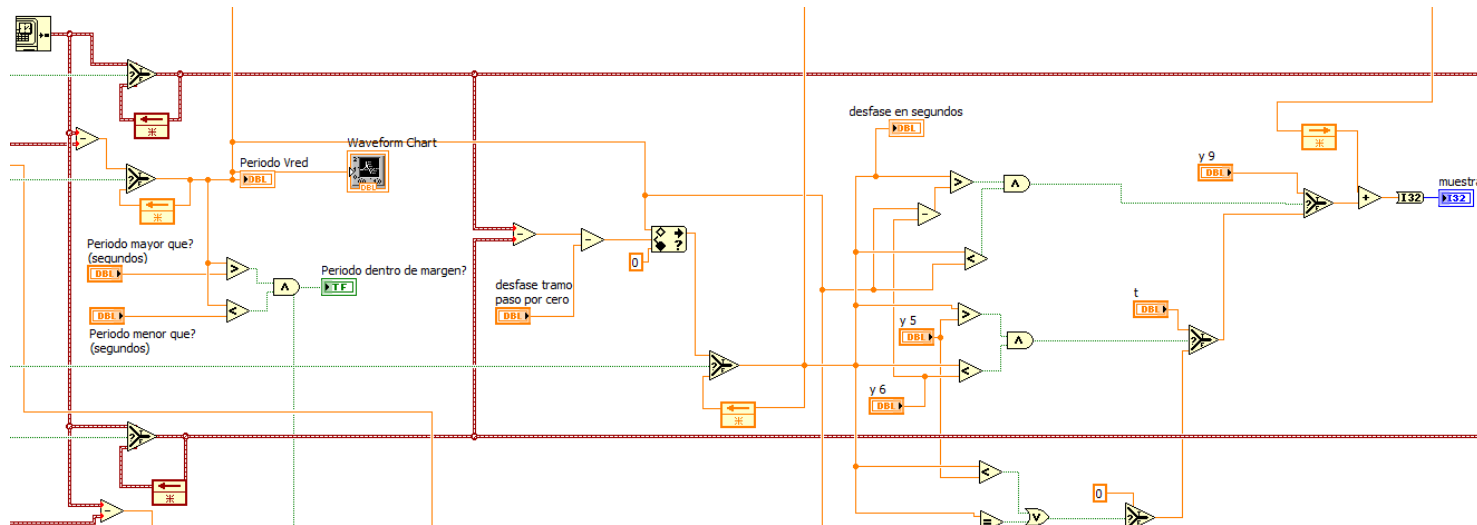 desfase en segundos
DBL
Waveform Chart
DBL
Periodo Vred
DBL
y 9
DBL
I32
muestra
I32
Periodo mayor que?
(segundos)
DBL
Periodo dentro de margen?
TF
DBL
Periodo menor que?
(segundos)
0
desfase tramo
paso por cero
DBL
y 5
DBL
y 6
DBL
t
DBL
0